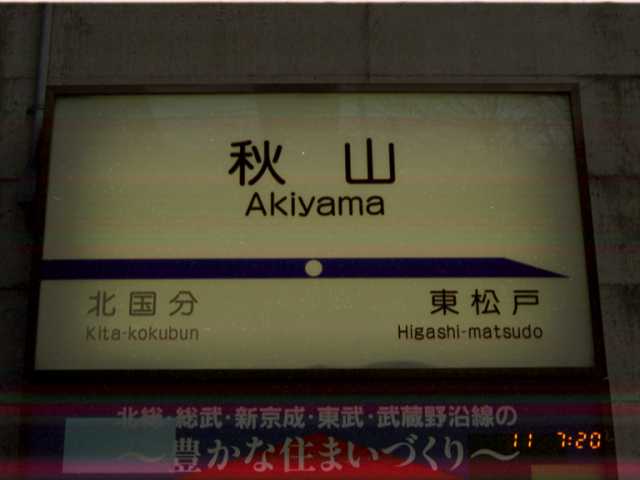 秋山
Akiyama
北国分 東松戸
Kita-kokubun Higashi-matsudo
北総・総武・新京成・東武・武蔵野沿線の
～豊かな住まいづくり～
11 7:20